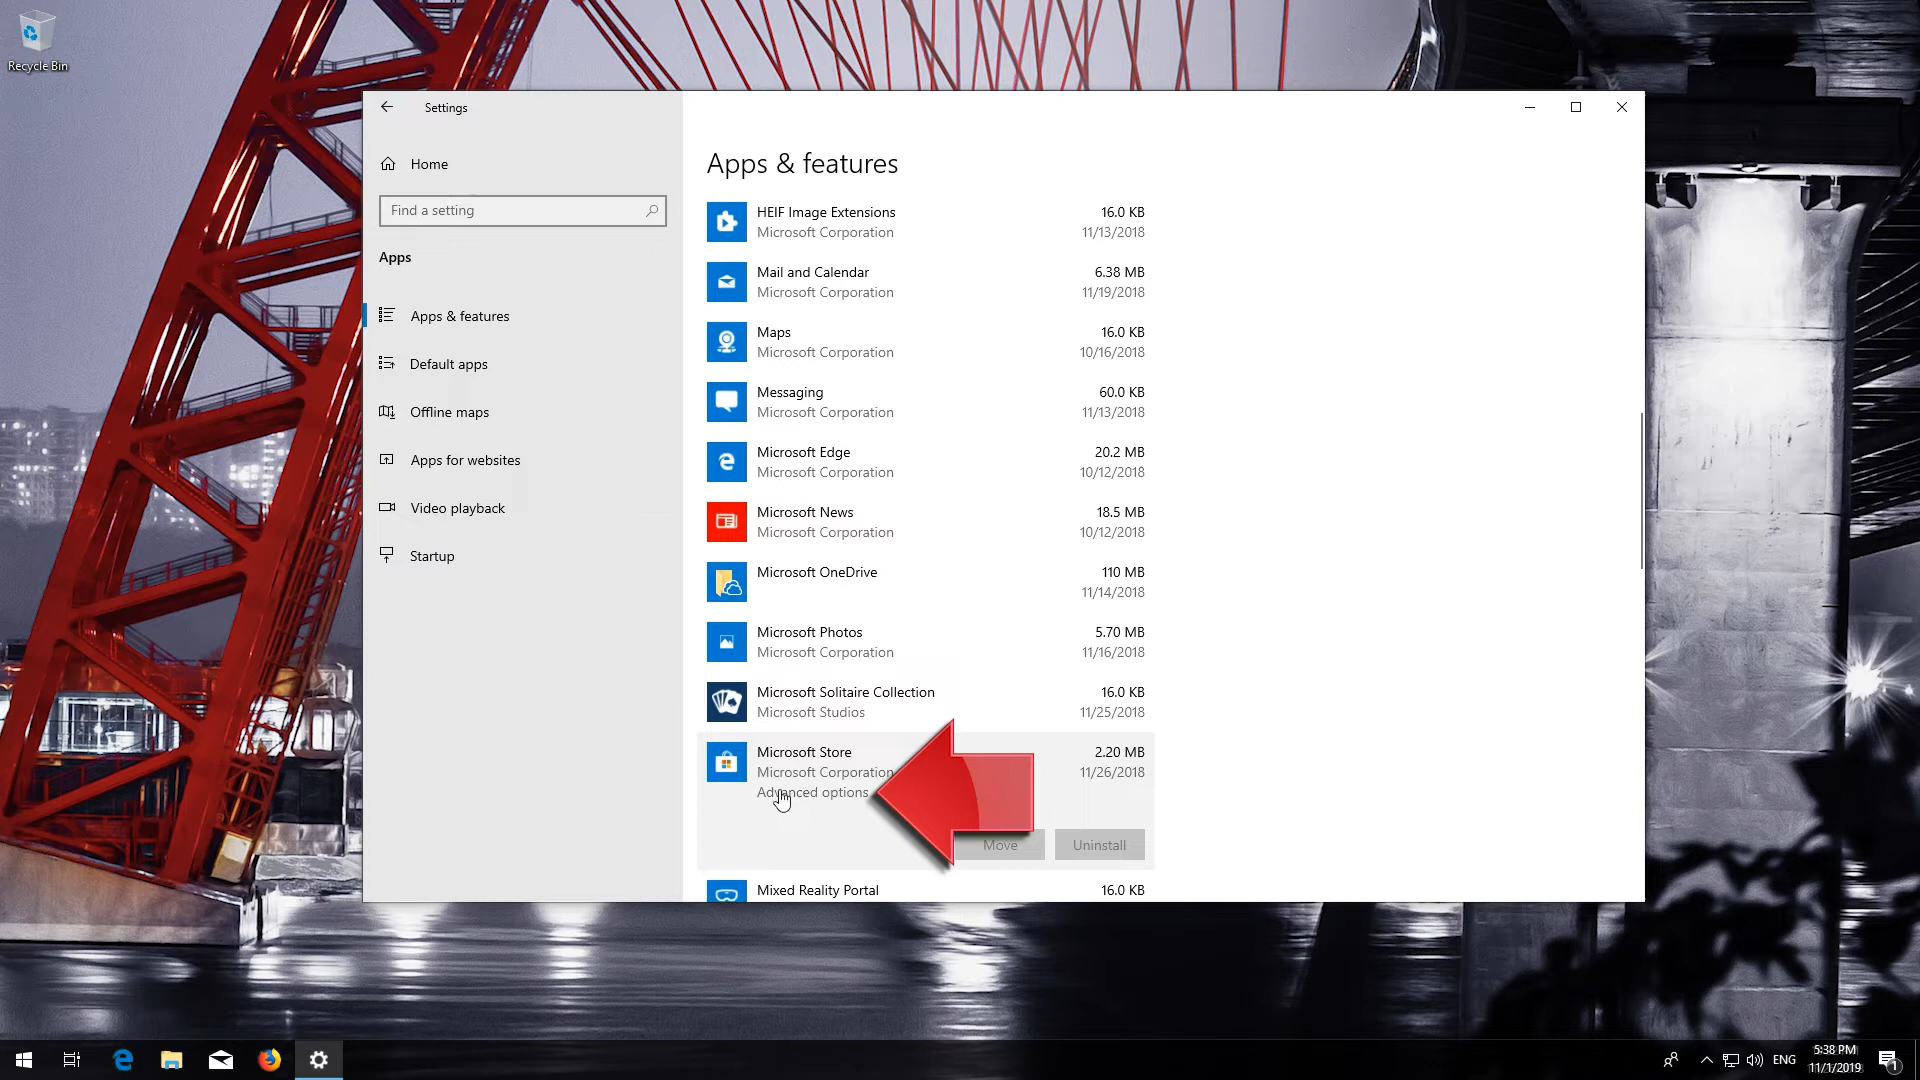 Recycle Bin
Settings
Home
Find a setting
Apps
Apps & features
Default apps
Offline maps
Apps for websites
Video playback
Startup
Apps & features
HEIF Image Extensions 16.0 KB
Microsoft Corporation 11/13/2018
Mail and Calendar 6.38 MB
Microsoft Corporation 11/19/2018
Maps 16.0 KB
Microsoft Corporation 10/16/2018
Messaging 60.0 KB
Microsoft Corporation 11/13/2018
Microsoft Edge 20.2 MB
Microsoft Corporation 10/12/2018
Microsoft News 18.5 MB
Microsoft Corporation 10/12/2018
Microsoft OneDrive 110 MB
11/14/2018
Microsoft Photos 5.70 MB
Microsoft Corporation 11/16/2018
Microsoft Solitaire Collection 16.0 KB
Microsoft Studios 11/25/2018
Microsoft Store 2.20 MB
Microsoft Corporation 11/26/2018
Advanced options
Move Uninstall
Mixed Reality Portal 16.0 KB
ENG
5:38 PM
11/1/2019
1